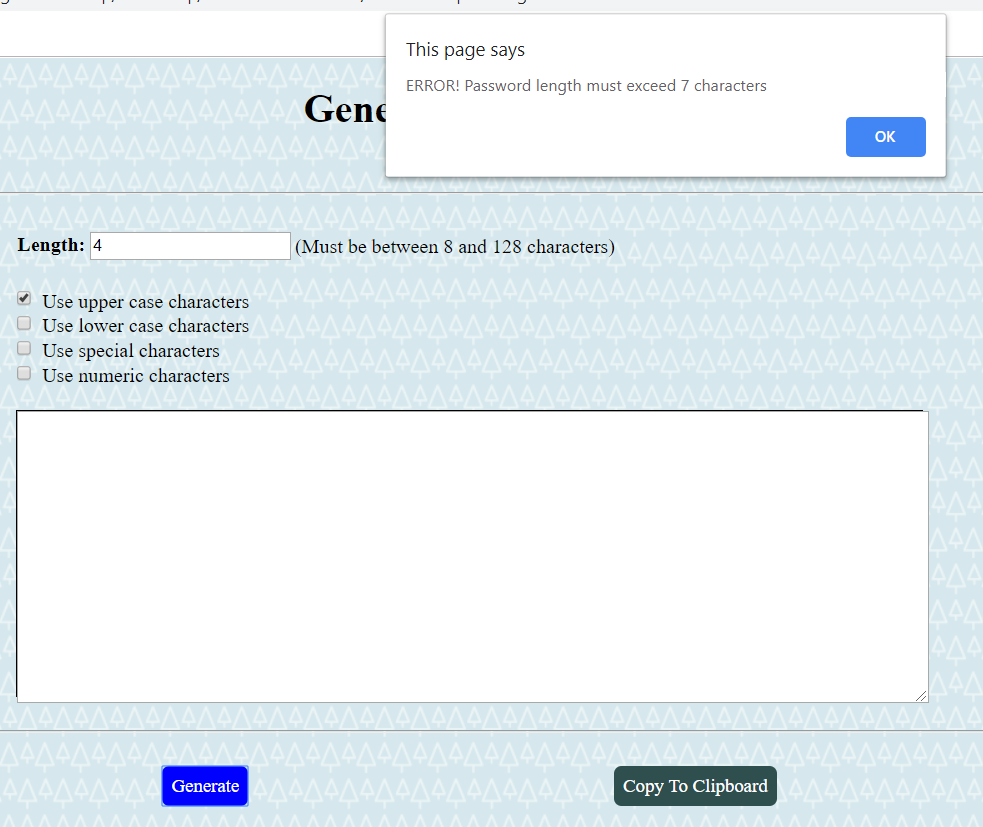 This page says
ERROR! Password length must exceed 7 characters
OK
Gene
Length: 4 (Must be between 8 and 128 characters)
Use upper case characters
Use lower case characters
Use special characters
Use numeric characters
Generate
Copy To Clipboard